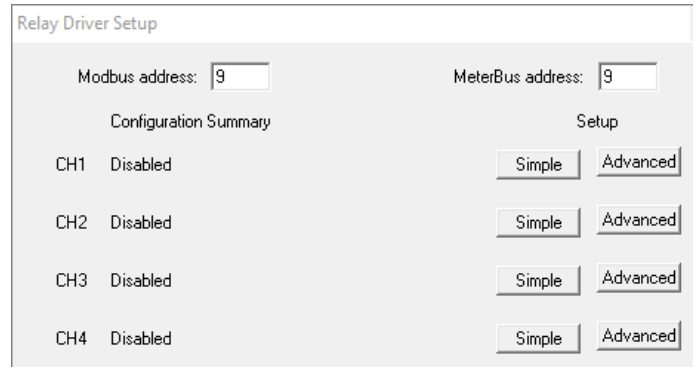 Relay Driver Setup
Modbus address: 9 MeterBus address: 9
Configuration Summary Setup
CH1 Disabled Simple Advanced
CH2 Disabled Simple Advanced
CH3 Disabled Simple Advanced
CH4 Disabled Simple Advanced